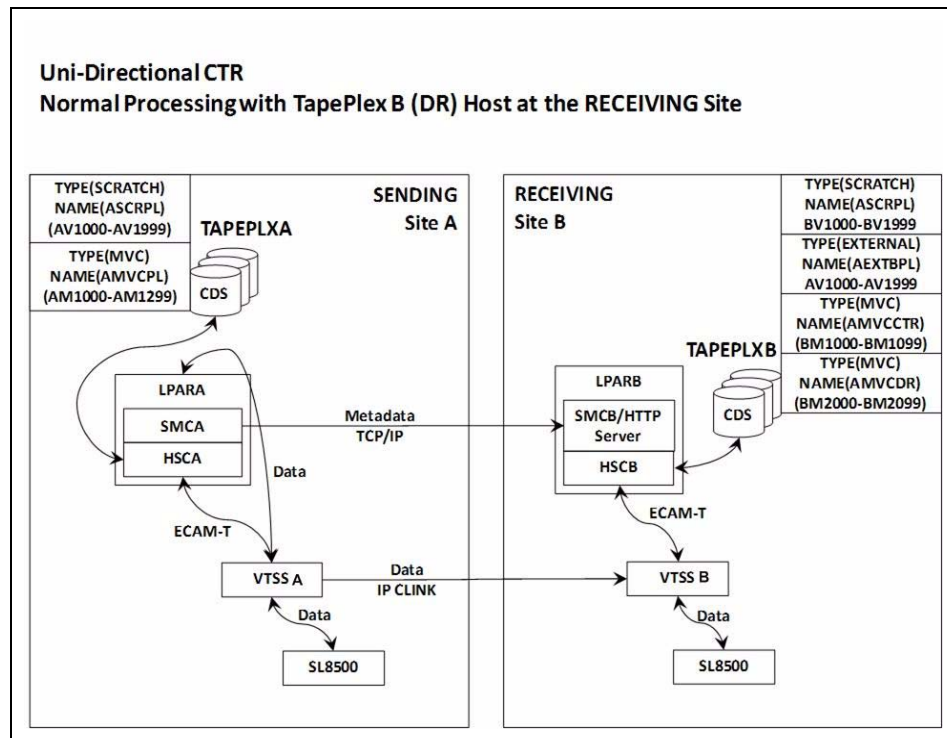 Uni-Directional CTR
Normal Processing with TapePlex B (DR) Host at the RECEIVING Site
TYPE(SCRATCH)
NAME(ASCRPL)
(AV1000-AV1999)
TYPE(MVC)
NAME(AMVCPL)
(AM1000-AM1299)
SENDING
Site A
TAPEPLXA
CDS
LPARA
SMCA
HSCA
Data
ECAM-T
VTSS A
Data
SL8500
Metadata
TCP/IP
Data
IP CLINK
RECEIVING
Site B
TYPE(SCRATCH)
NAME(ASCRPL)
BV1000-BV1999
TYPE(EXTERNAL)
NAME(AEXTBPL)
AV1000-AV1999
TYPE(MVC)
NAME(AMVCCTR)
(BM1000-BM1099)
TYPE(MVC)
NAME(AMVCDR)
(BM2000-BM2099)
TAPEPLXB
CDS
LPARB
SMCB/HTTP
Server
HSCB
ECAM-T
VTSS B
Data
SL8500